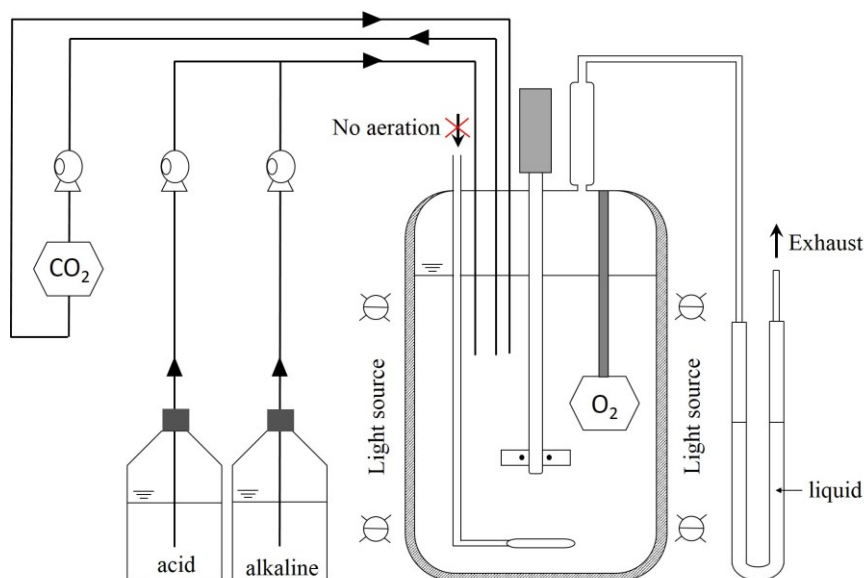 No aeration
CO₂
Exhaust
Light source
O₂
Light source
liquid
acid
alkaline